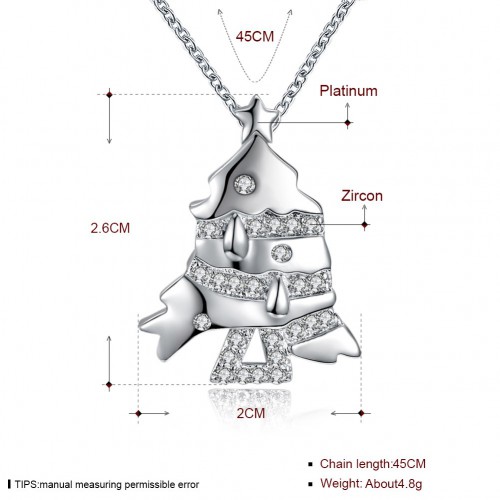 45CM
Platinum
Zircon
2.6CM
2CM
Chain length:45CM
Weight: About4.8g
TIPS:manual measuring permissible error